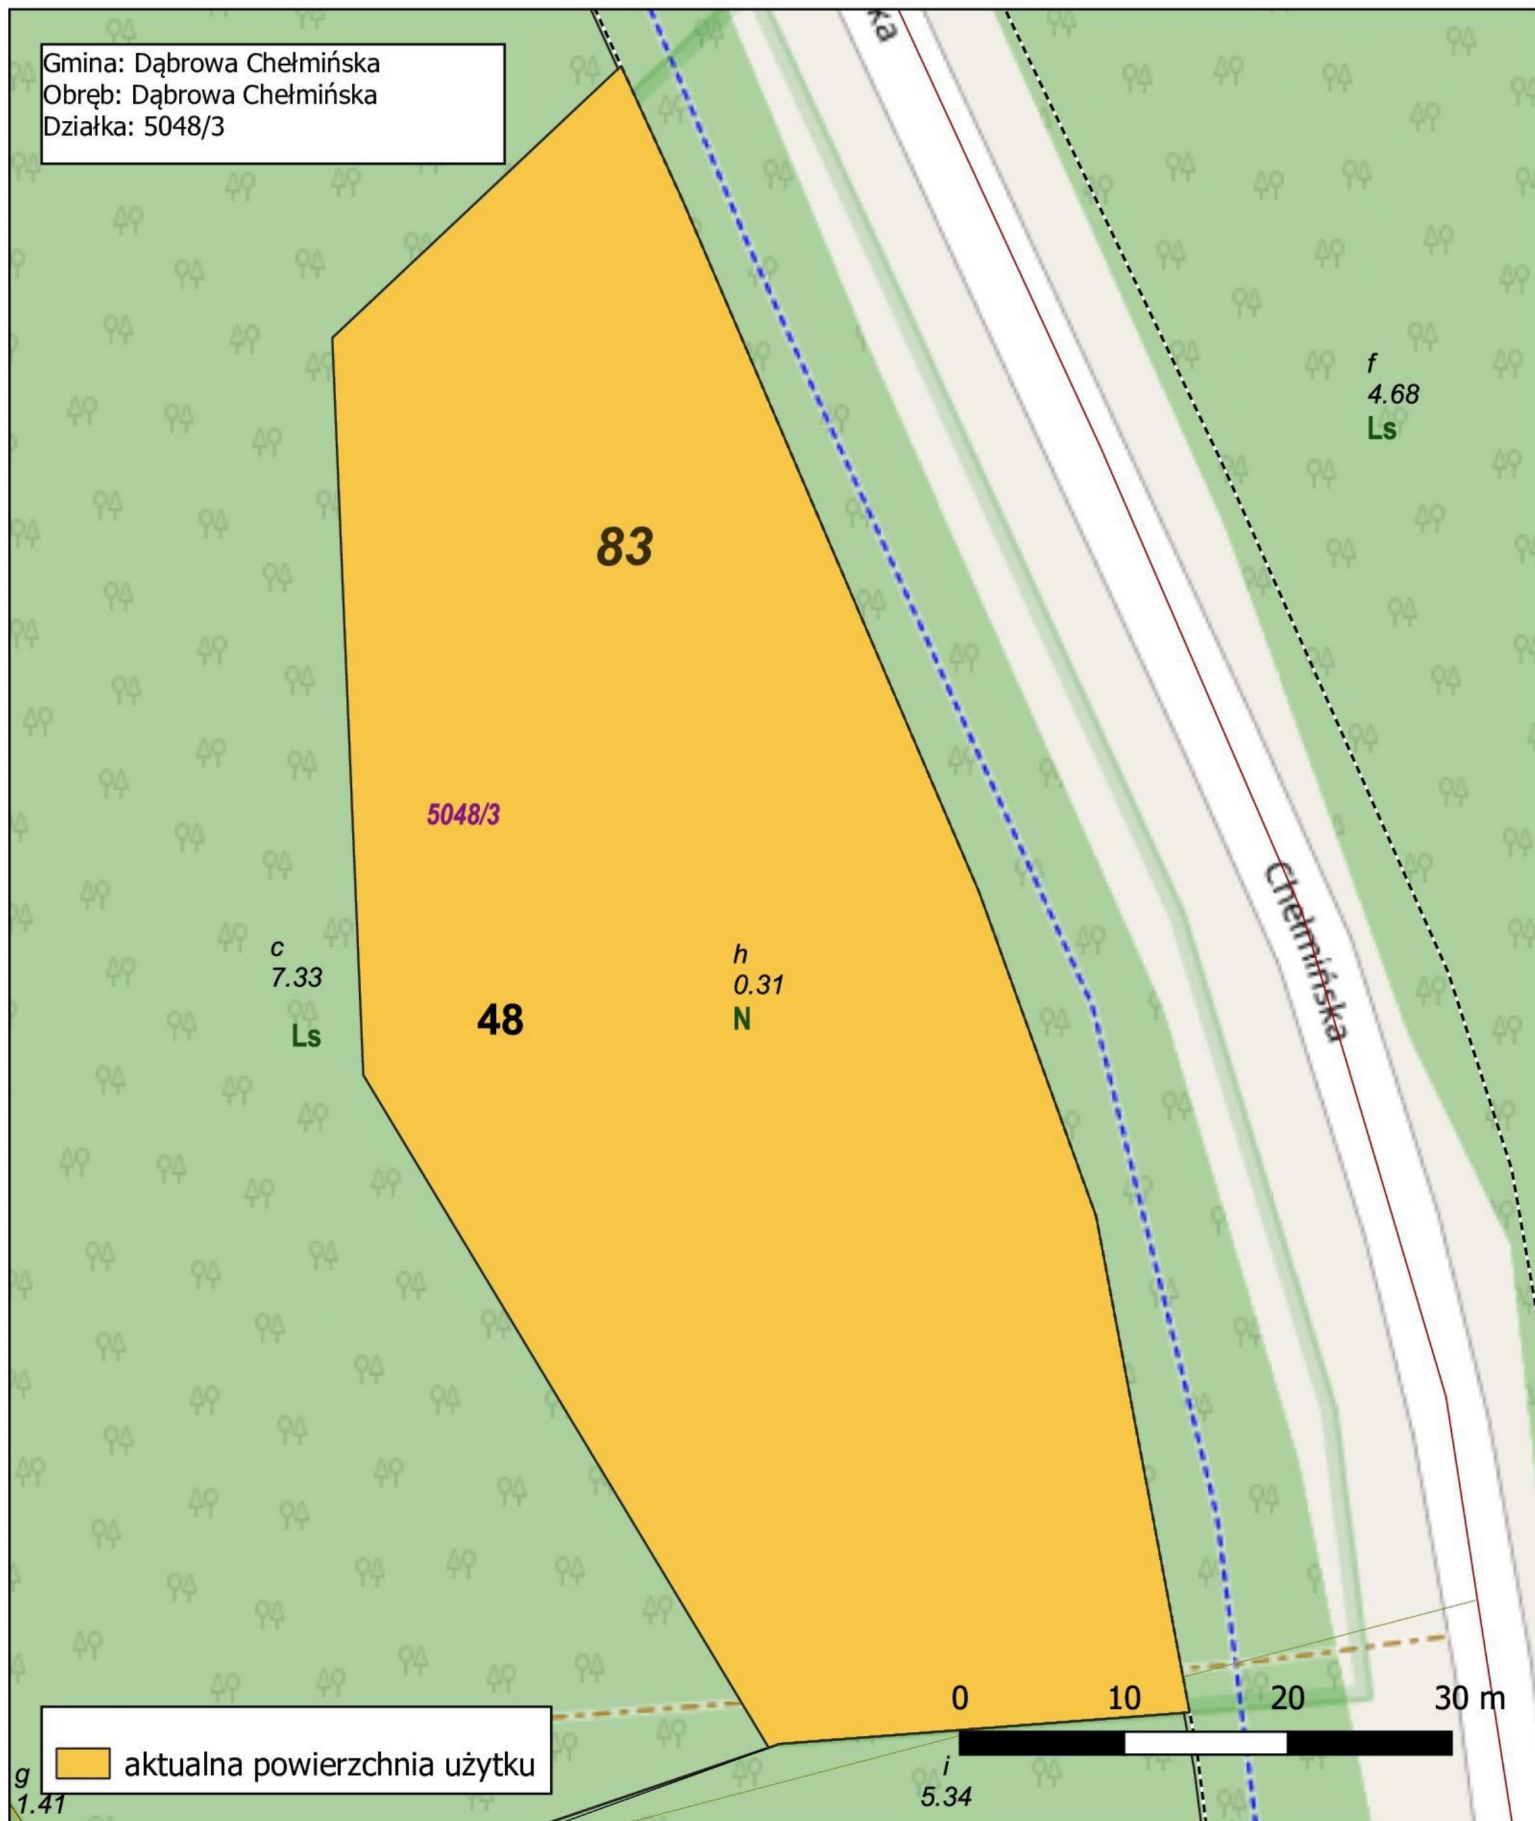 Gmina: Dąbrowa Chełmińska
Obręb: Dąbrowa Chełmińska
Działka: 5048/3
ka
f
4.68
Ls
83
5048/3
Chełmińska
c
7.33
Ls
h
0.31
N
48
0 10 20 30 m
aktualna powierzchnia użytku
g
1.41
i
5.34